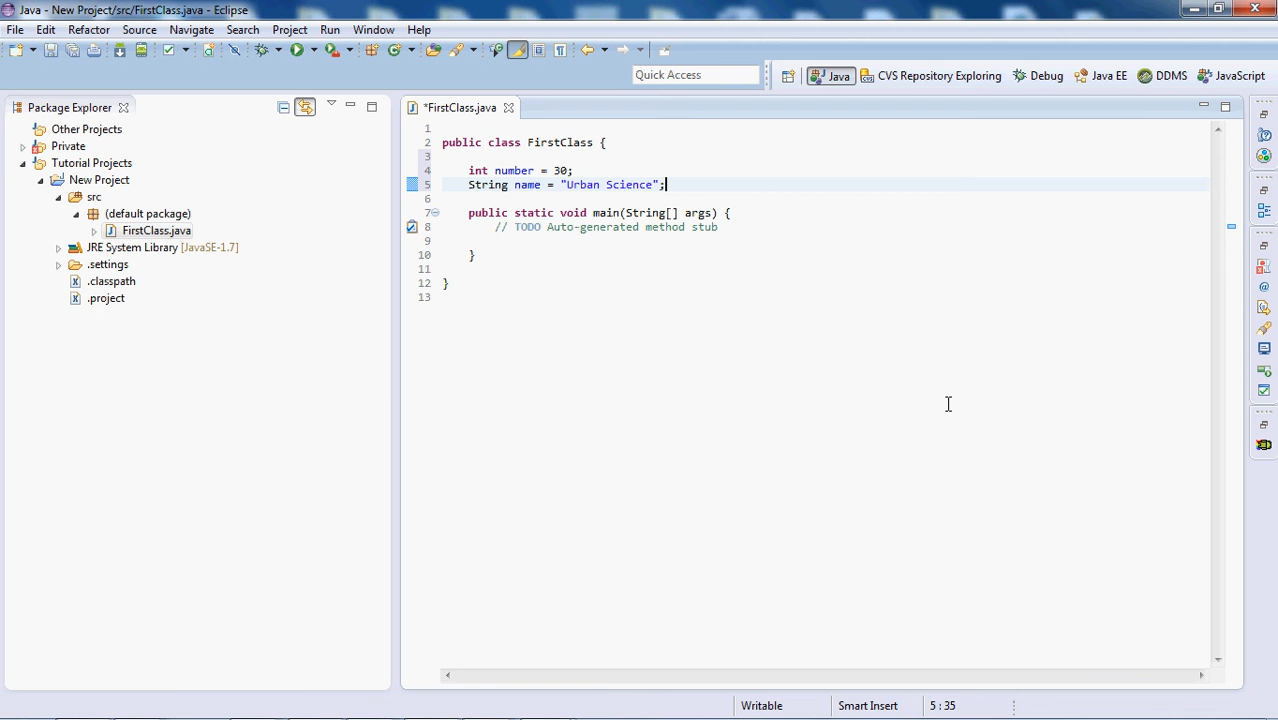 Java - New Project/src/FirstClass.java - Eclipse
File Edit Refactor Source Navigate Search Project Run Window Help
Quick Access
Java CVS Repository Exploring Debug Java EE DDMS JavaScript
Package Explorer
Other Projects
Private
Tutorial Projects
New Project
src
(default package)
FirstClass.java
JRE System Library [JavaSE-1.7]
.settings
.classpath
.project
*FirstClass.java
1
2 public class FirstClass {
3
4 int number = 30;
5 String name = "Urban Science";
6
7 public static void main(String[] args) {
8 // TODO Auto-generated method stub
9
10 }
11
12 }
13
Writable Smart Insert 5 : 35